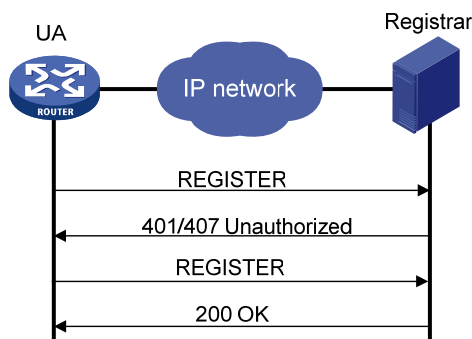 UA
Registrar
IP network
ROUTER
REGISTER
401/407 Unauthorized
REGISTER
200 OK